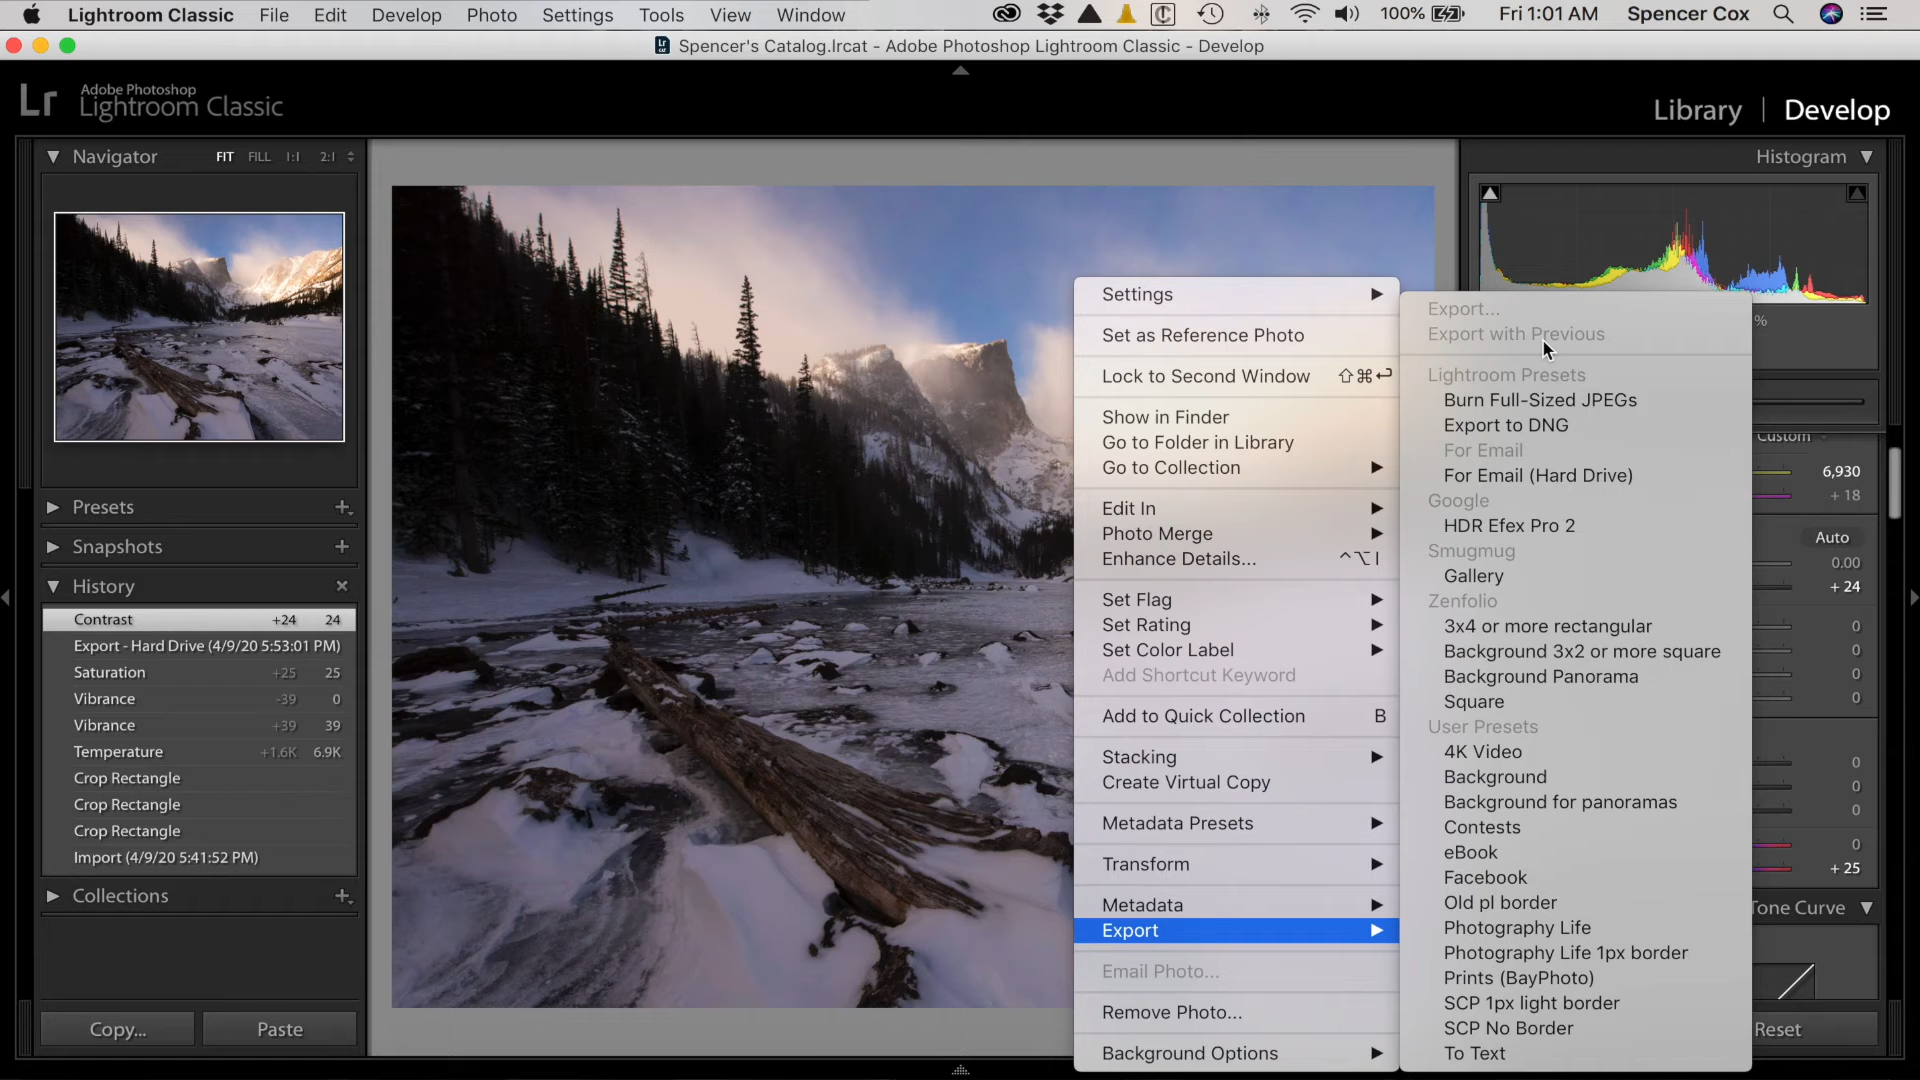 Lightroom Classic File Edit Develop Photo Settings Tools View Window 100% Fri 1:01 AM Spencer Cox
Spencer's Catalog.lrcat - Adobe Photoshop Lightroom Classic - Develop
Lr
Adobe Photoshop
Lightroom Classic
Library | Develop
Navigator FIT FILL 1:1 2:1
Presets
Snapshots
History
Contrast +24 24
Export - Hard Drive (4/9/20 5:53:01 PM)
Saturation +25 25
Vibrance -39 0
Vibrance +39 39
Temperature +1.6K 6.9K
Crop Rectangle
Crop Rectangle
Crop Rectangle
Import (4/9/20 5:41:52 PM)
Collections
Copy... Paste
Settings
Set as Reference Photo
Lock to Second Window ⇧⌘↩
Show in Finder
Go to Folder in Library
Go to Collection
Edit In
Photo Merge
Enhance Details... ^⌥I
Set Flag
Set Rating
Set Color Label
Add Shortcut Keyword
Add to Quick Collection B
Stacking
Create Virtual Copy
Metadata Presets
Transform
Metadata
Export
Email Photo...
Remove Photo...
Background Options
Export...
Export with Previous
Lightroom Presets
Burn Full-Sized JPEGs
Export to DNG
For Email
For Email (Hard Drive)
Google
HDR Efex Pro 2
Smugmug
Gallery
Zenfolio
3x4 or more rectangular
Background 3x2 or more square
Background Panorama
Square
User Presets
4K Video
Background
Background for panoramas
Contests
eBook
Facebook
Old pl border
Photography Life
Photography Life 1px border
Prints (BayPhoto)
SCP 1px light border
SCP No Border
To Text
Histogram
%
Custom
6,930
+ 18
Auto
0.00
+ 24
0
0
0
0
0
0
0
0
+ 25
Tone Curve
Reset